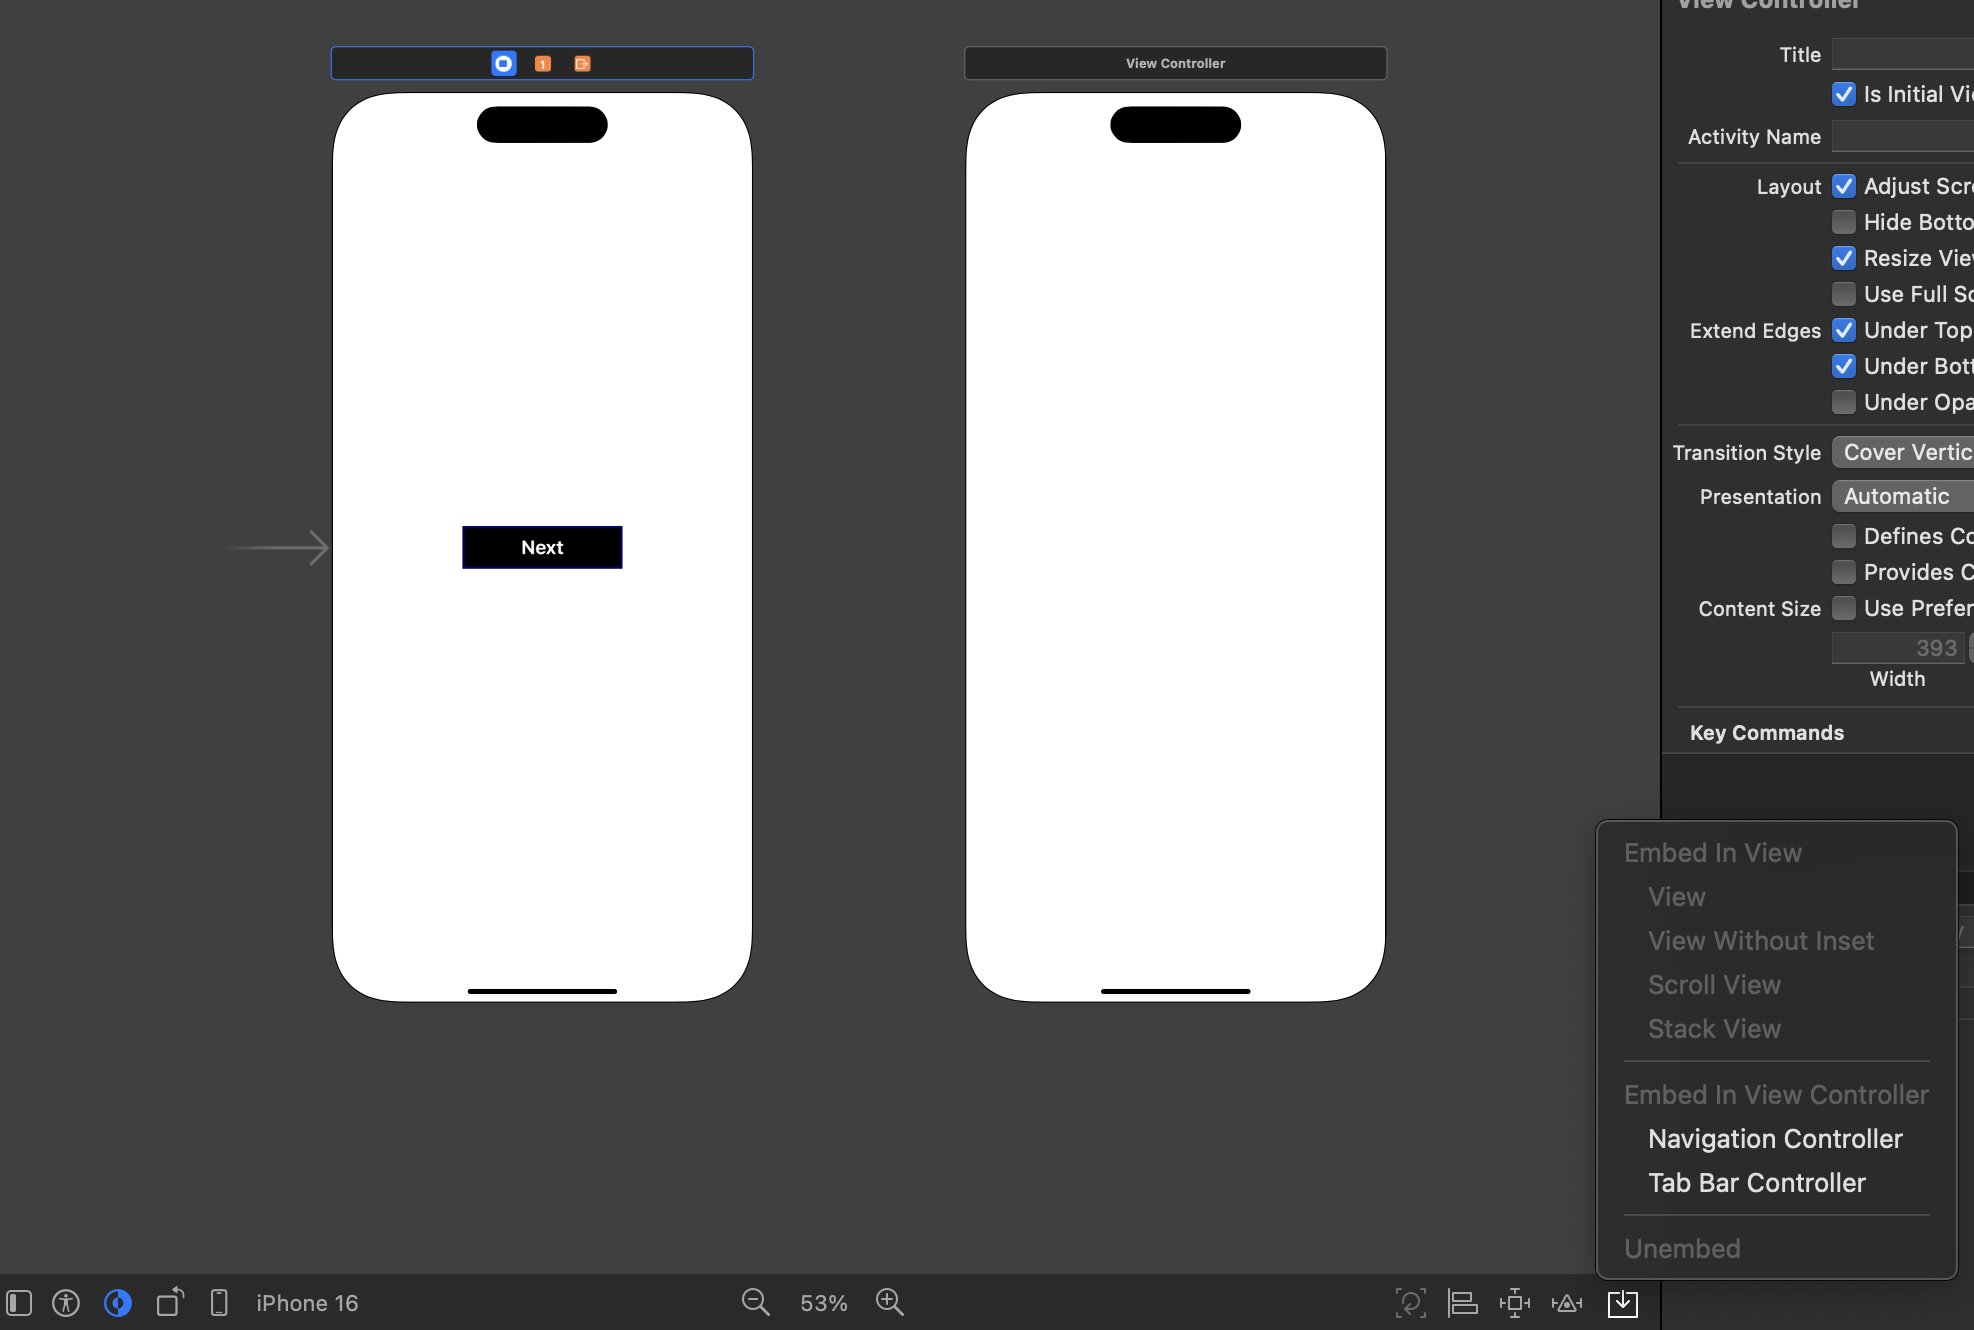 View Controller
1
View Controller
Title
Is Initial Vi
Activity Name
Layout
Adjust Scr
Hide Botto
Resize Vie
Use Full Sc
Extend Edges
Under Top
Under Bott
Under Opa
Transition Style
Cover Vertic
Presentation
Automatic
Defines Co
Provides C
Content Size
Use Prefer
393
Width
Key Commands
Next
Embed In View
View
View Without Inset
Scroll View
Stack View
Embed In View Controller
Navigation Controller
Tab Bar Controller
Unembed
iPhone 16
53%